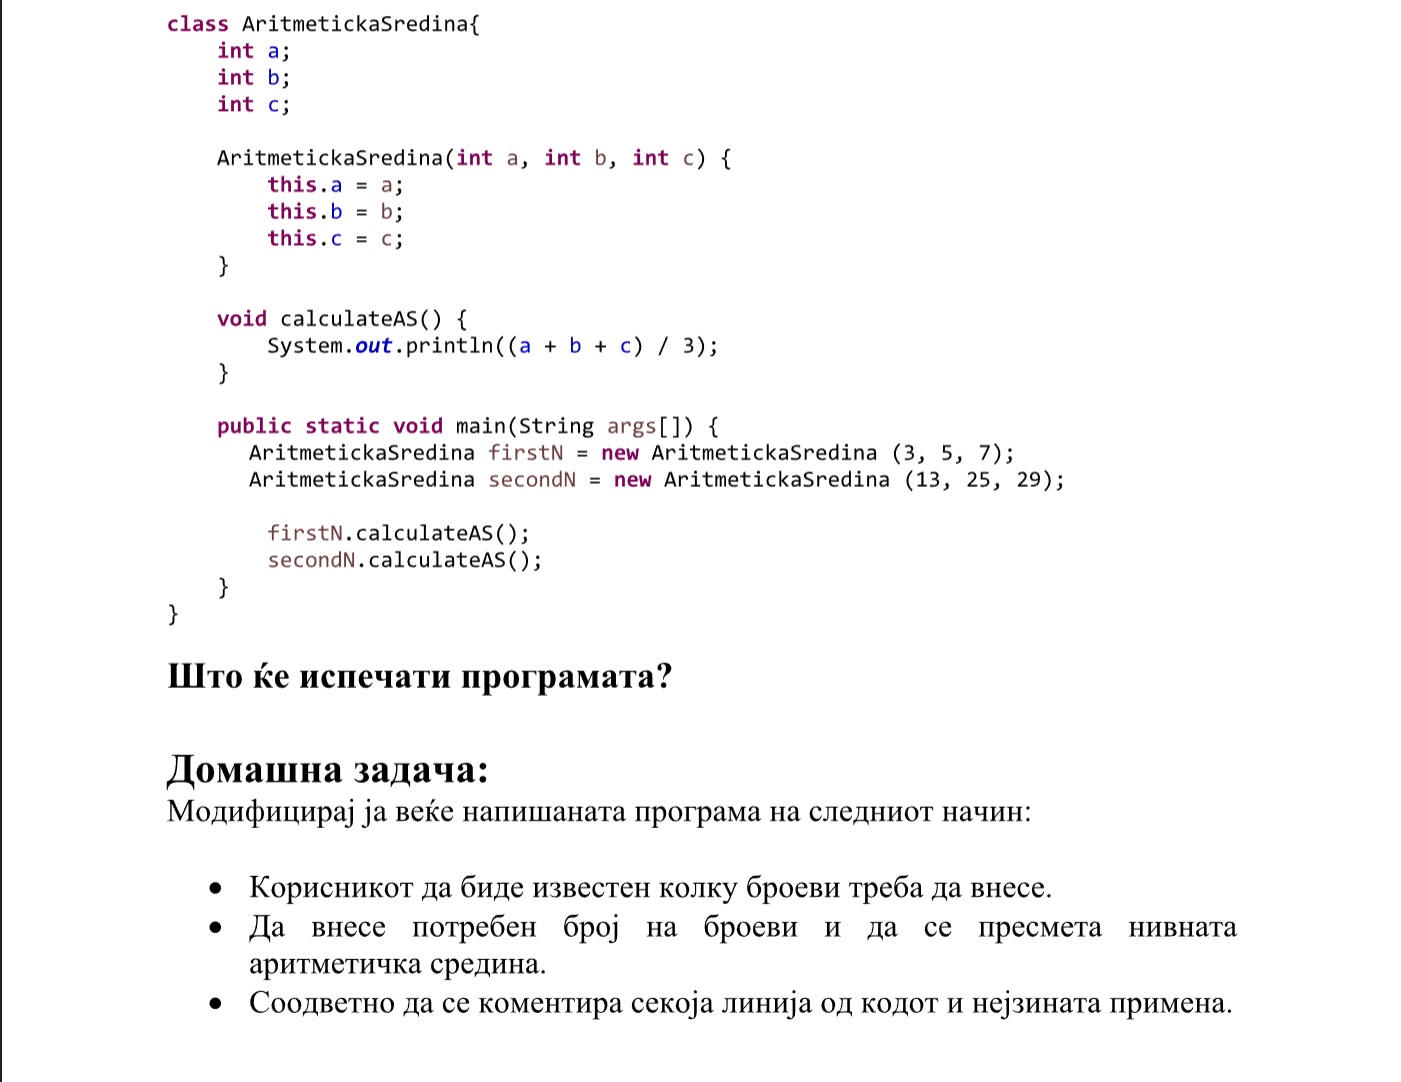 class AritmetickaSredina{
int a;
int b;
int c;
AritmetickaSredina(int a, int b, int c) {
this.a = a;
this.b = b;
this.c = c;
}
void calculateAS() {
System.out.println((a + b + c) / 3);
}
public static void main(String args[]) {
AritmetickaSredina firstN = new AritmetickaSredina (3, 5, 7);
AritmetickaSredina secondN = new AritmetickaSredina (13, 25, 29);
firstN.calculateAS();
secondN.calculateAS();
}
}
Што ќе испечати програмата?
Домашна задача:
Модифицирај ја веќе напишаната програма на следниот начин:
• Корисникот да биде известен колку броеви треба да внесе.
• Да внесе потребен број на броеви и да се пресмета нивната
аритметичка средина.
• Соодветно да се коментира секоја линија од кодот и нејзината примена.